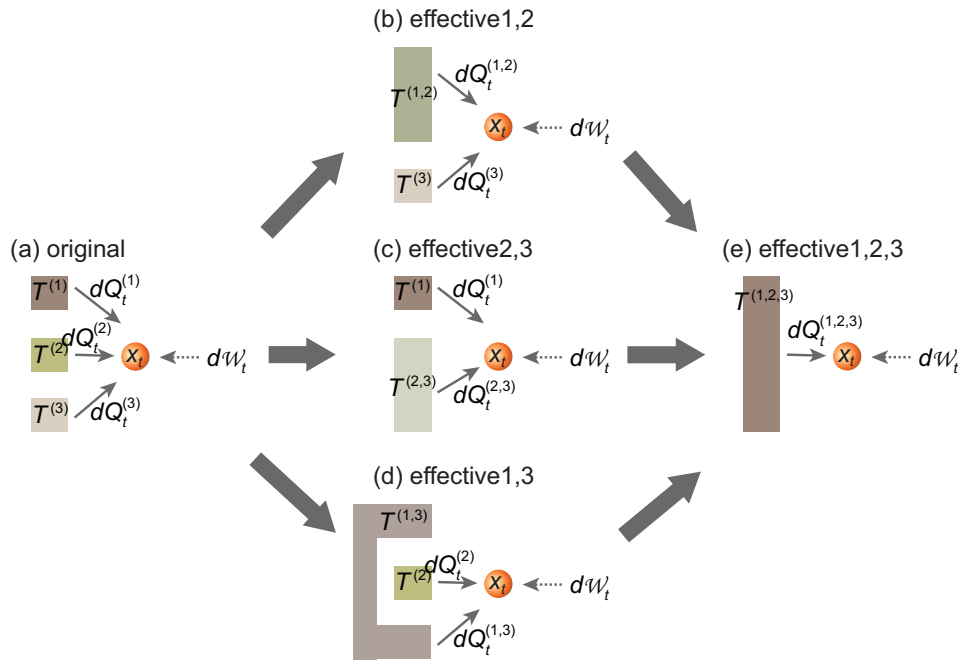 (b) effective1,2
dQ_t^(1,2)
T^(1,2)
x_t
d𝒲_t
T^(3)
dQ_t^(3)
(a) original
T^(1)
dQ_t^(1)
dQ_t^(2)
T^(2)
x_t
d𝒲_t
T^(3)
dQ_t^(3)
(c) effective2,3
T^(1)
dQ_t^(1)
x_t
d𝒲_t
T^(2,3)
dQ_t^(2,3)
(e) effective1,2,3
T^(1,2,3)
dQ_t^(1,2,3)
x_t
d𝒲_t
(d) effective1,3
T^(1,3)
dQ_t^(2)
T^(2)
x_t
d𝒲_t
dQ_t^(1,3)